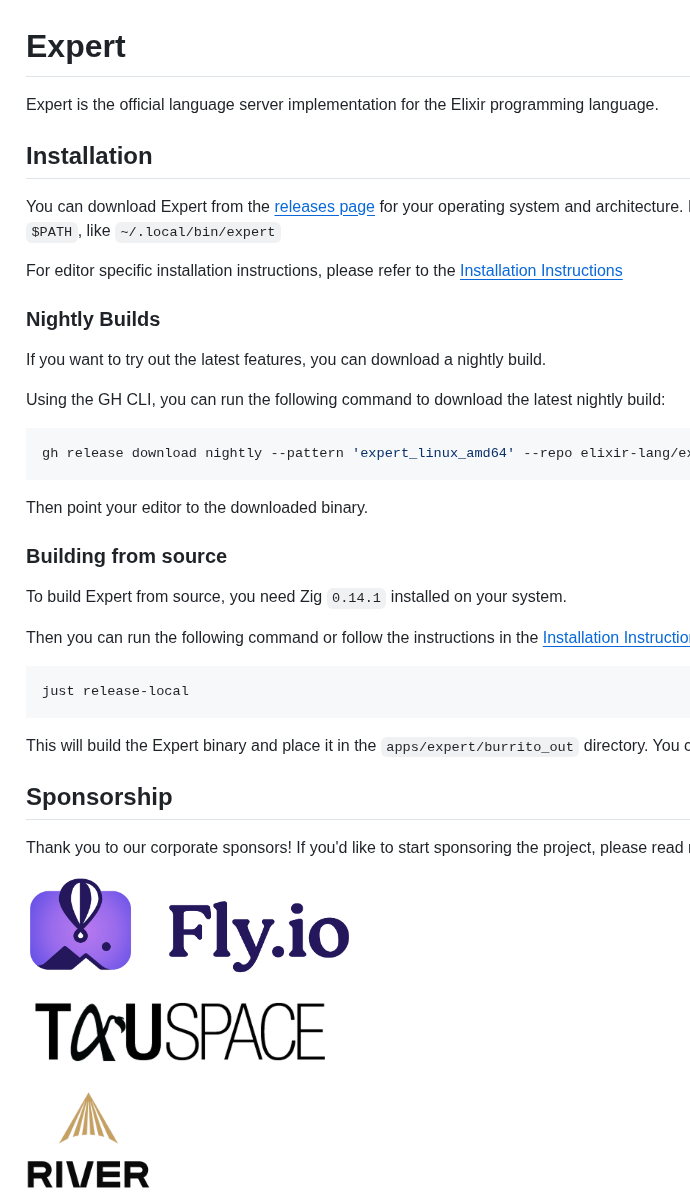 Expert
Expert is the official language server implementation for the Elixir programming language.
Installation
You can download Expert from the releases page for your operating system and architecture.
$PATH, like ~/.local/bin/expert
For editor specific installation instructions, please refer to the Installation Instructions
Nightly Builds
If you want to try out the latest features, you can download a nightly build.
Using the GH CLI, you can run the following command to download the latest nightly build:
gh release download nightly --pattern 'expert_linux_amd64' --repo elixir-lang/
Then point your editor to the downloaded binary.
Building from source
To build Expert from source, you need Zig 0.14.1 installed on your system.
Then you can run the following command or follow the instructions in the Installation
just release-local
This will build the Expert binary and place it in the apps/expert/burrito_out directory. You
Sponsorship
Thank you to our corporate sponsors! If you'd like to start sponsoring the project, please read
Fly.io
TAUSPACE
RIVER